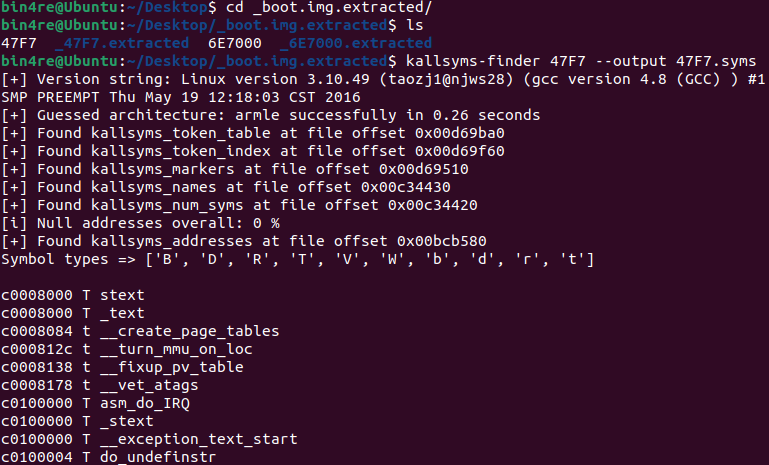 bin4re@Ubuntu:~/Desktop$ cd _boot.img.extracted/
bin4re@Ubuntu:~/Desktop/_boot.img.extracted$ ls
47F7  _47F7.extracted  6E7000  _6E7000.extracted
bin4re@Ubuntu:~/Desktop/_boot.img.extracted$ kallsyms-finder 47F7 --output 47F7.syms
[+] Version string: Linux version 3.10.49 (taozj1@njws28) (gcc version 4.8 (GCC) ) #1
SMP PREEMPT Thu May 19 12:18:03 CST 2016
[+] Guessed architecture: armle successfully in 0.26 seconds
[+] Found kallsyms_token_table at file offset 0x00d69ba0
[+] Found kallsyms_token_index at file offset 0x00d69f60
[+] Found kallsyms_markers at file offset 0x00d69510
[+] Found kallsyms_names at file offset 0x00c34430
[+] Found kallsyms_num_syms at file offset 0x00c34420
[i] Null addresses overall: 0 %
[+] Found kallsyms_addresses at file offset 0x00bcb580
Symbol types => ['B', 'D', 'R', 'T', 'V', 'W', 'b', 'd', 'r', 't']
c0008000 T stext
c0008000 T _text
c0008084 t __create_page_tables
c000812c t __turn_mmu_on_loc
c0008138 t __fixup_pv_table
c0008178 t __vet_atags
c0100000 T asm_do_IRQ
c0100000 T _stext
c0100000 T __exception_text_start
c0100004 T do_undefinstr